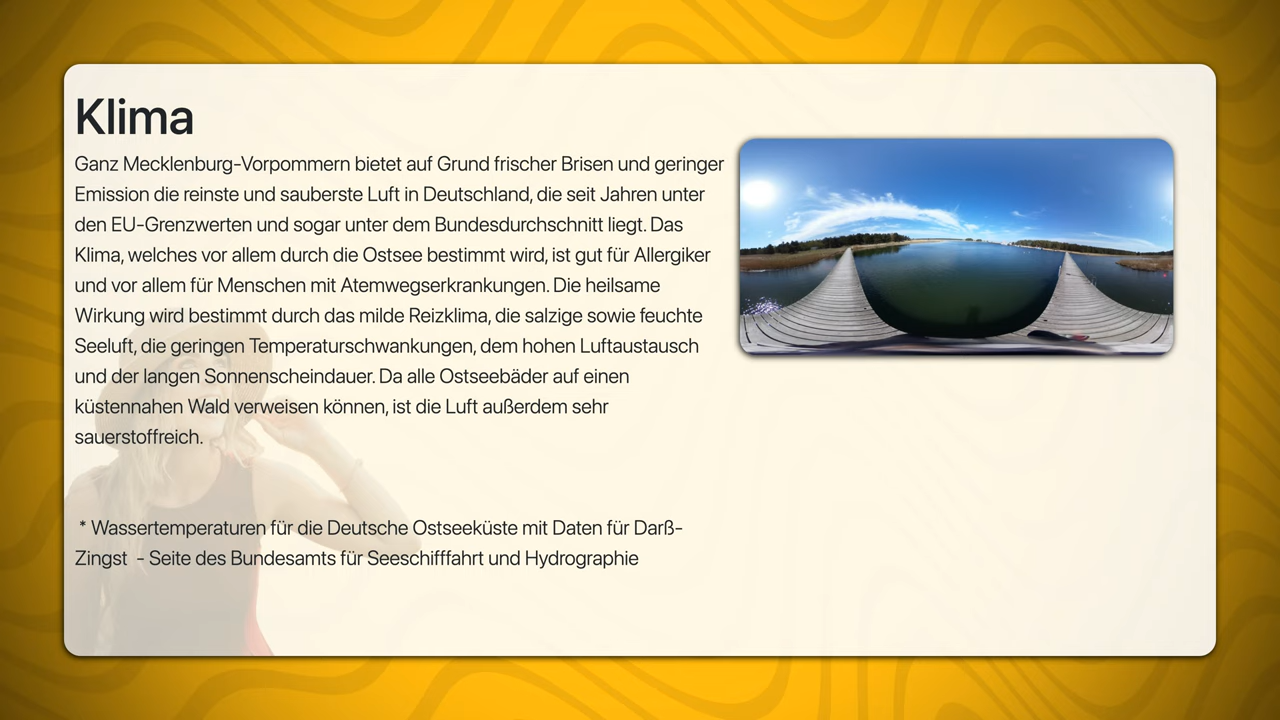 Klima
Ganz Mecklenburg-Vorpommern bietet auf Grund frischer Brisen und geringer
Emission die reinste und sauberste Luft in Deutschland, die seit Jahren unter
den EU-Grenzwerten und sogar unter dem Bundesdurchschnitt liegt. Das
Klima, welches vor allem durch die Ostsee bestimmt wird, ist gut für Allergiker
und vor allem für Menschen mit Atemwegserkrankungen. Die heilsame
Wirkung wird bestimmt durch das milde Reizklima, die salzige sowie feuchte
Seeluft, die geringen Temperaturschwankungen, dem hohen Luftaustausch
und der langen Sonnenscheindauer. Da alle Ostseebäder auf einen
küstennahen Wald verweisen können, ist die Luft außerdem sehr
sauerstoffreich.
* Wassertemperaturen für die Deutsche Ostseeküste mit Daten für Darß-
Zingst - Seite des Bundesamts für Seeschifffahrt und Hydrographie